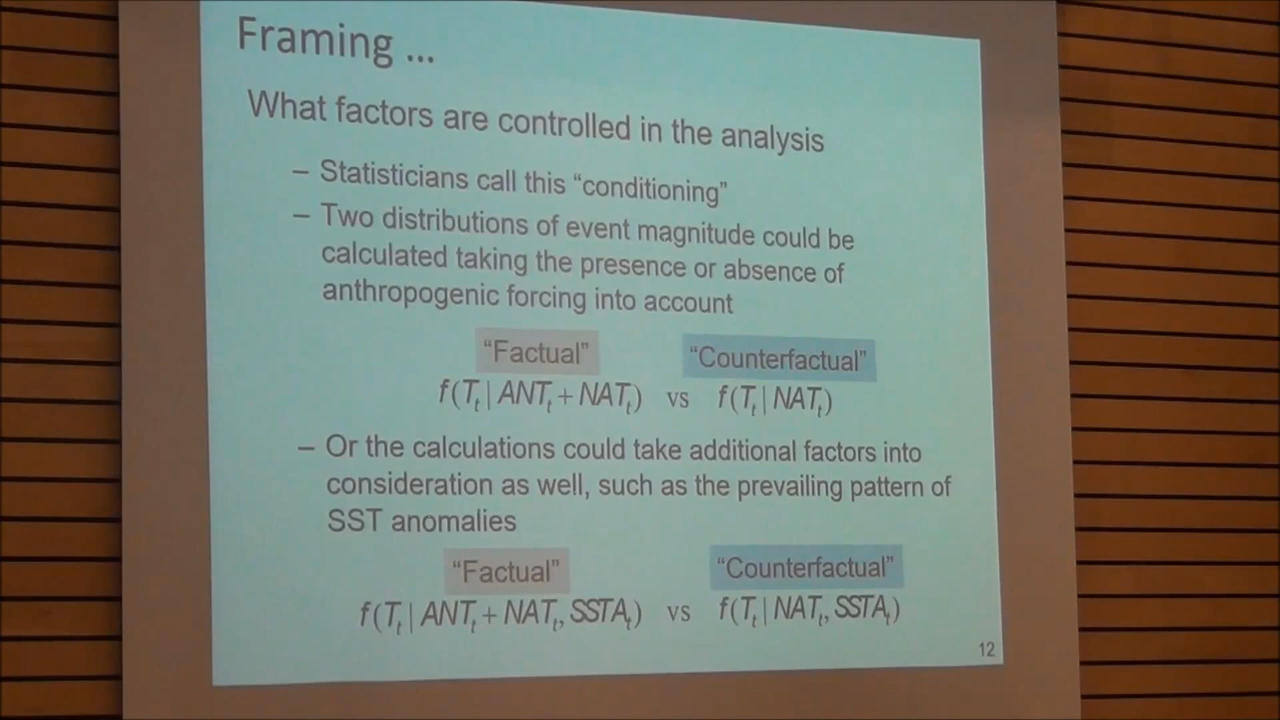 Framing ...
What factors are controlled in the analysis
– Statisticians call this “conditioning”
– Two distributions of event magnitude could be
calculated taking the presence or absence of
anthropogenic forcing into account
“Factual” “Counterfactual”
f(Tₜ | ANTₜ + NATₜ) vs f(Tₜ | NATₜ)
– Or the calculations could take additional factors into
consideration as well, such as the prevailing pattern of
SST anomalies
“Factual” “Counterfactual”
f(Tₜ | ANTₜ + NATₜ, SSTAₜ) vs f(Tₜ | NATₜ, SSTAₜ)
12